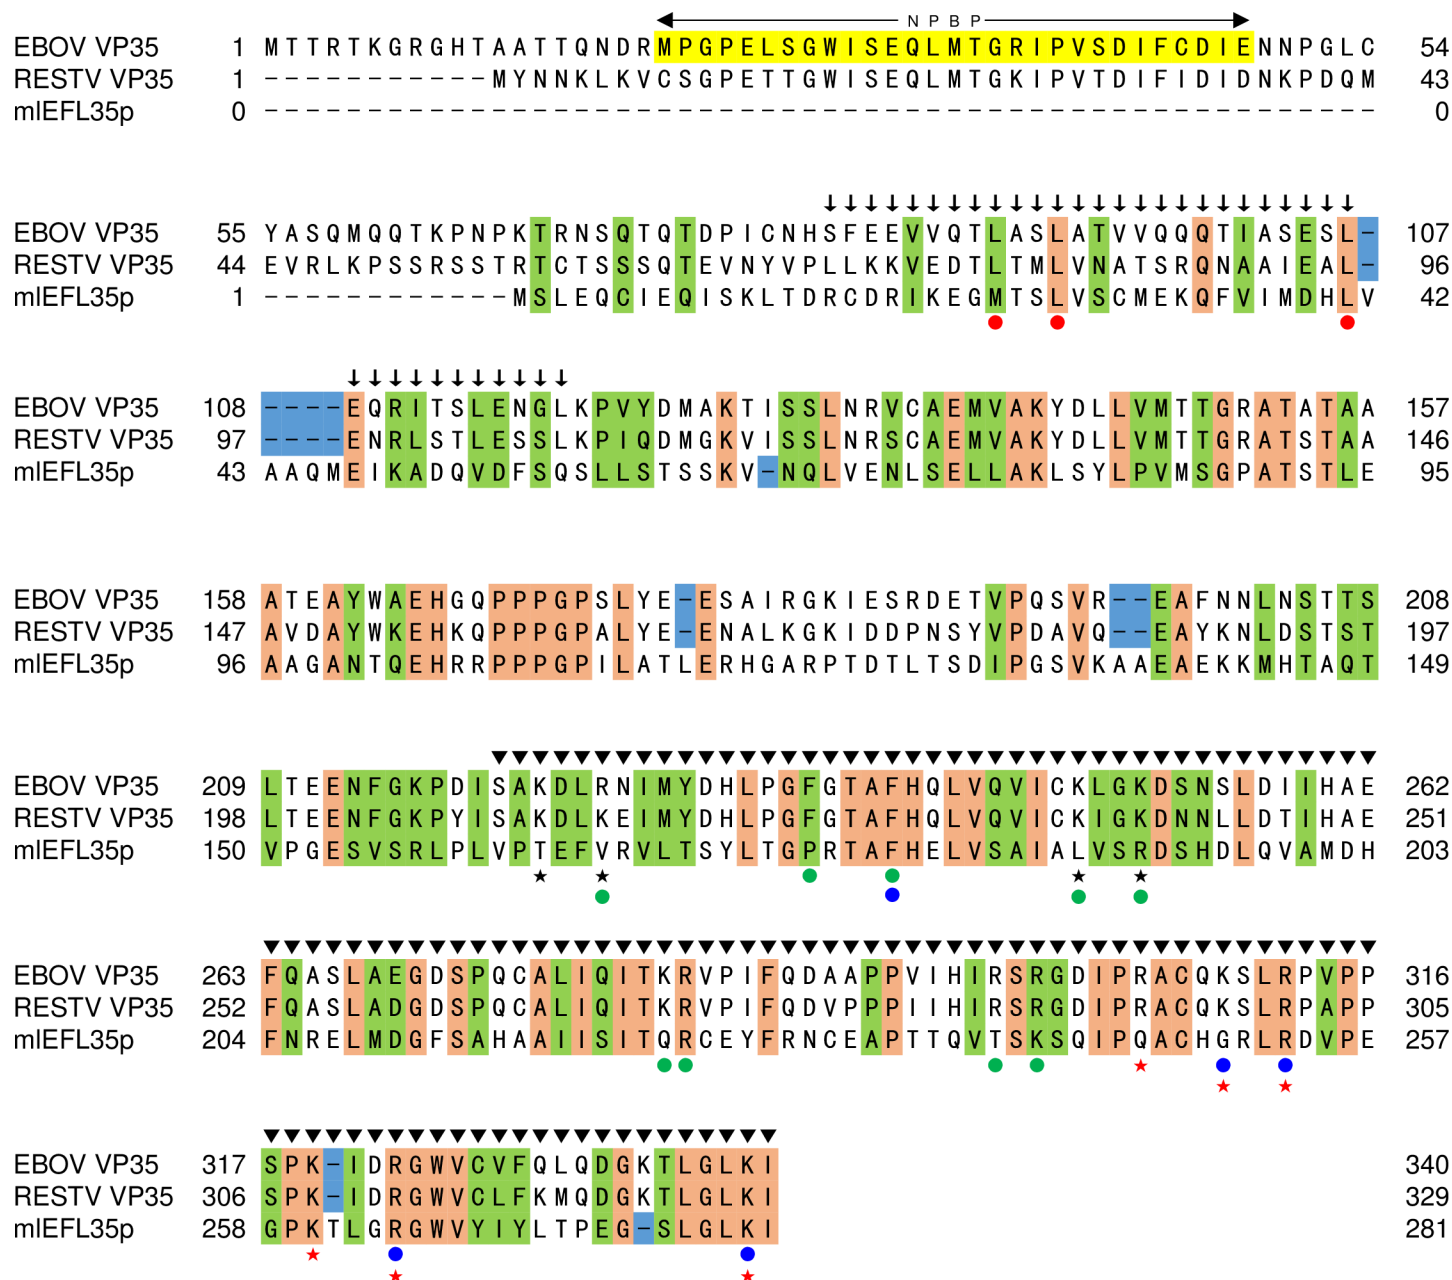 N P B P
EBOV VP35 1 MTTRTKGRGHTAATTQNDRMPGPELSGWISEQLMTGRIPVSDIFCDIENNPGLC 54
RESTV VP35 1 -----------MYNNKLKVCSGPETTGWISEQLMTGKIPVTDIFIDIDNKPDQM 43
mlEFL35p 0 ------------------------------------------------------ 0
EBOV VP35 55 YASQMQQTKPNPKTRNSQTQTDPICNHSFEEVVQTLASLATVVQQQTIASESL- 107
RESTV VP35 44 EVRLKPSSRSSTRTCTSSSQTEVNYVPLLKKVEDTLTMLVNATSRQNAAIEAL- 96
mlEFL35p 1 ------------MSLEQCIEQISKLTDRCDRIKEGMTSLVSCMEKQFVIMDHLV 42
EBOV VP35 108 ----EQRITSLENGLKPVYDMAKTISSLNRVCAEMVAKYDLLVMTTGRATATAA 157
RESTV VP35 97 ----ENRLSTLESSLKPIQDMGKVISSLNRSCAEMVAKYDLLVMTTGRATSTAA 146
mlEFL35p 43 AAQMEIKADQVDFSQSLLSTSSKV-NQLVENLSELLAKLSYLPVMSGPATSTLE 95
EBOV VP35 158 ATEAYWAEHGQPPPGPSLYE-ESAIRGKIESRDETVPQSVR--EAFNNLNSTTS 208
RESTV VP35 147 AVDAYWKEHKQPPPGPALYE-ENALKGKIDDPNSYVPDAVQ--EAYKNLDSTST 197
mlEFL35p 96 AAGANTQEHRRPPPGPILATLERHGARPTDTLTSDIPGSVKAAEAEKKMHTAQT 149
EBOV VP35 209 LTEENFGKPDISAKDLRNIMYDHLPGFGTAFHQLVQVICKLGKDSNSLDIIHAE 262
RESTV VP35 198 LTEENFGKPYISAKDLKEIMYDHLPGFGTAFHQLVQVICKIGKDNNLLDTIHAE 251
mlEFL35p 150 VPGESVSRLPLVPTEFVRVLTSYLTGPRTAFHELVSAIALVSRDSHDLQVAMDH 203
EBOV VP35 263 FQASLAEGDSPQCALIQITKRVPIFQDAAPPVIHIRSRGDIPRACQKSLRPVPP 316
RESTV VP35 252 FQASLADGDSPQCALIQITKRVPIFQDVPPPIIHIRSRGDIPRACQKSLRPAPP 305
mlEFL35p 204 FNRELMDGFSAHAAIISITQRCEYFRNCEAPTTQVTSKSQIPQACHGRLRDVPE 257
EBOV VP35 317 SPK-IDRGWVCVFQLQDGKTLGLKI 340
RESTV VP35 306 SPK-IDRGWVCLFKMQDGKTLGLKI 329
mlEFL35p 258 GPKTLGRGWVYIYLTPEG-SLGLKI 281